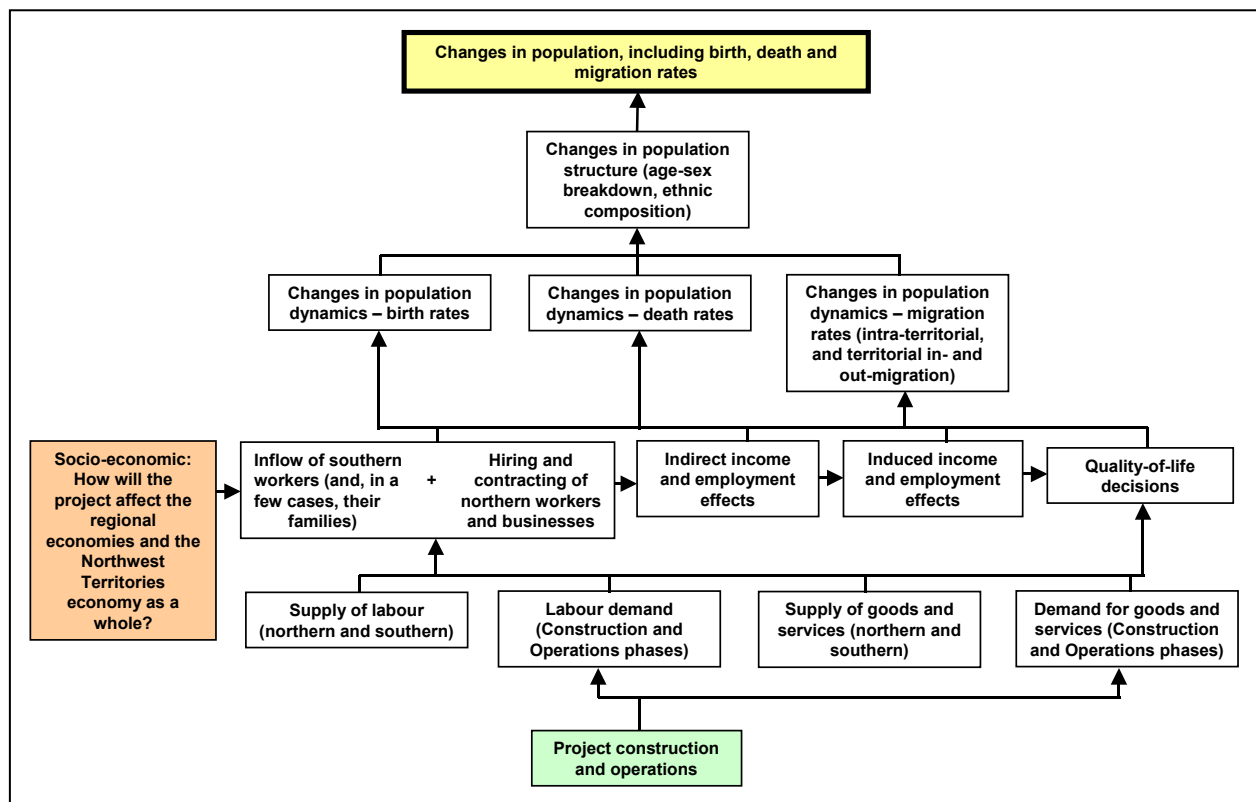 Changes in population, including birth, death and
migration rates
Changes in population
structure (age-sex
breakdown, ethnic
composition)
Changes in population
dynamics – birth rates
Changes in population
dynamics – death rates
Changes in population
dynamics – migration
rates (intra-territorial,
and territorial in- and
out-migration)
Socio-economic:
How will the
project affect the
regional
economies and the
Northwest
Territories
economy as a
whole?
Inflow of southern
workers (and, in a
few cases, their
families)
+
Hiring and
contracting of
northern workers
and businesses
Indirect income
and employment
effects
Induced income
and employment
effects
Quality-of-life
decisions
Supply of labour
(northern and southern)
Labour demand
(Construction and
Operations phases)
Supply of goods and
services (northern and
southern)
Demand for goods and
services (Construction
and Operations phases)
Project construction
and operations